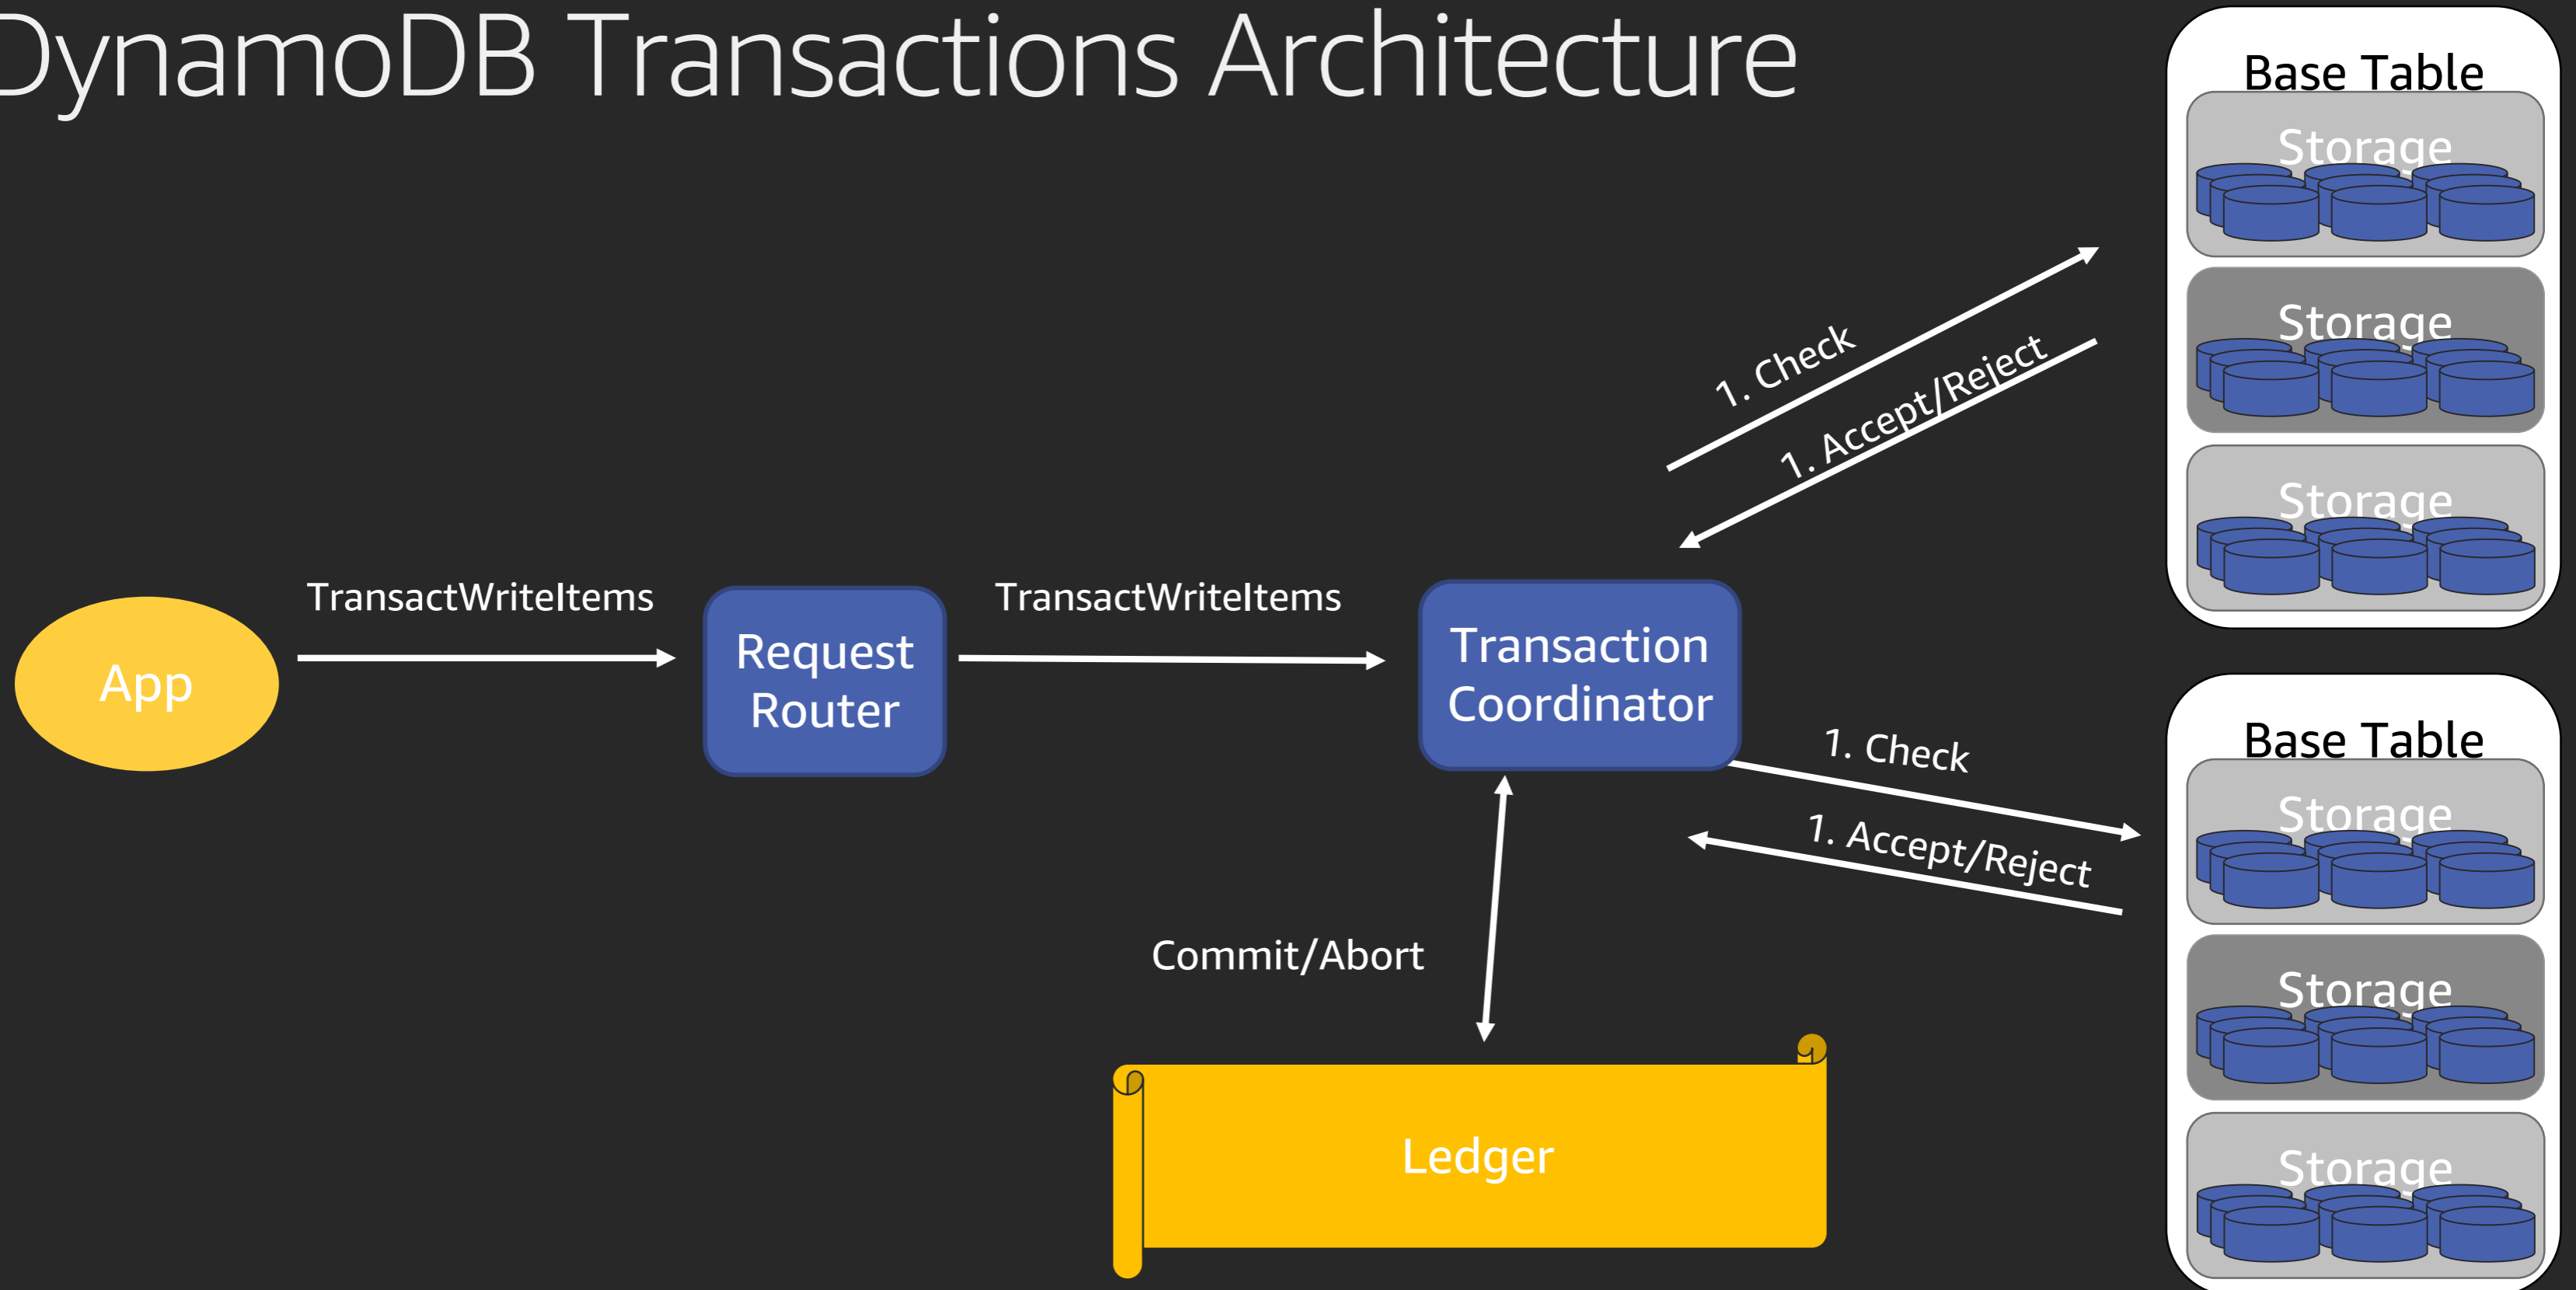 DynamoDB Transactions Architecture
Base Table
Storage
Storage
Storage
1. Check
1. Accept/Reject
App
TransactWriteItems
Request
Router
TransactWriteItems
Transaction
Coordinator
1. Check
1. Accept/Reject
Commit/Abort
Ledger
Base Table
Storage
Storage
Storage